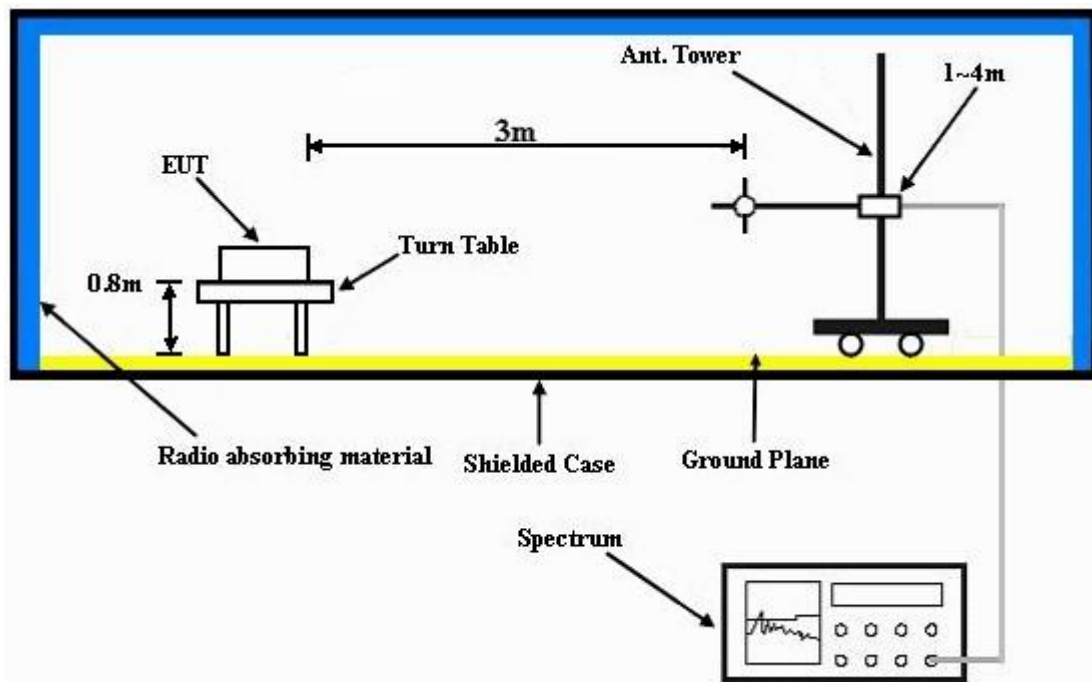 Ant. Tower
1~4m
3m
EUT
Turn Table
0.8m
Radio absorbing material
Shielded Case
Ground Plane
Spectrum